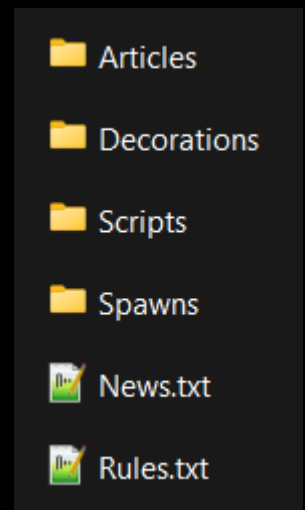 Articles
Decorations
Scripts
Spawns
News.txt
Rules.txt